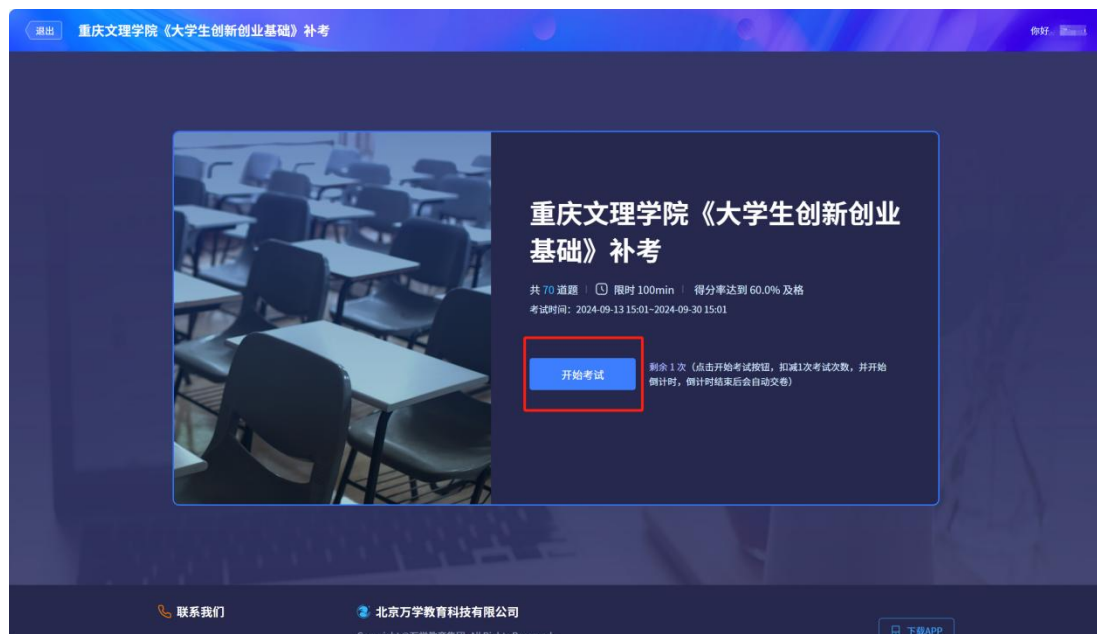 退出
重庆文理学院《大学生创新创业基础》补考
你好
重庆文理学院《大学生创新创业
基础》补考
共 70 道题 | 限时 100min | 得分率达到 60.0% 及格
考试时间：2024-09-13 15:01~2024-09-30 15:01
开始考试
剩余 1 次（点击开始考试按钮，扣减1次考试次数，并开始
倒计时，倒计时结束后会自动交卷）
联系我们
北京万学教育科技有限公司
下载APP